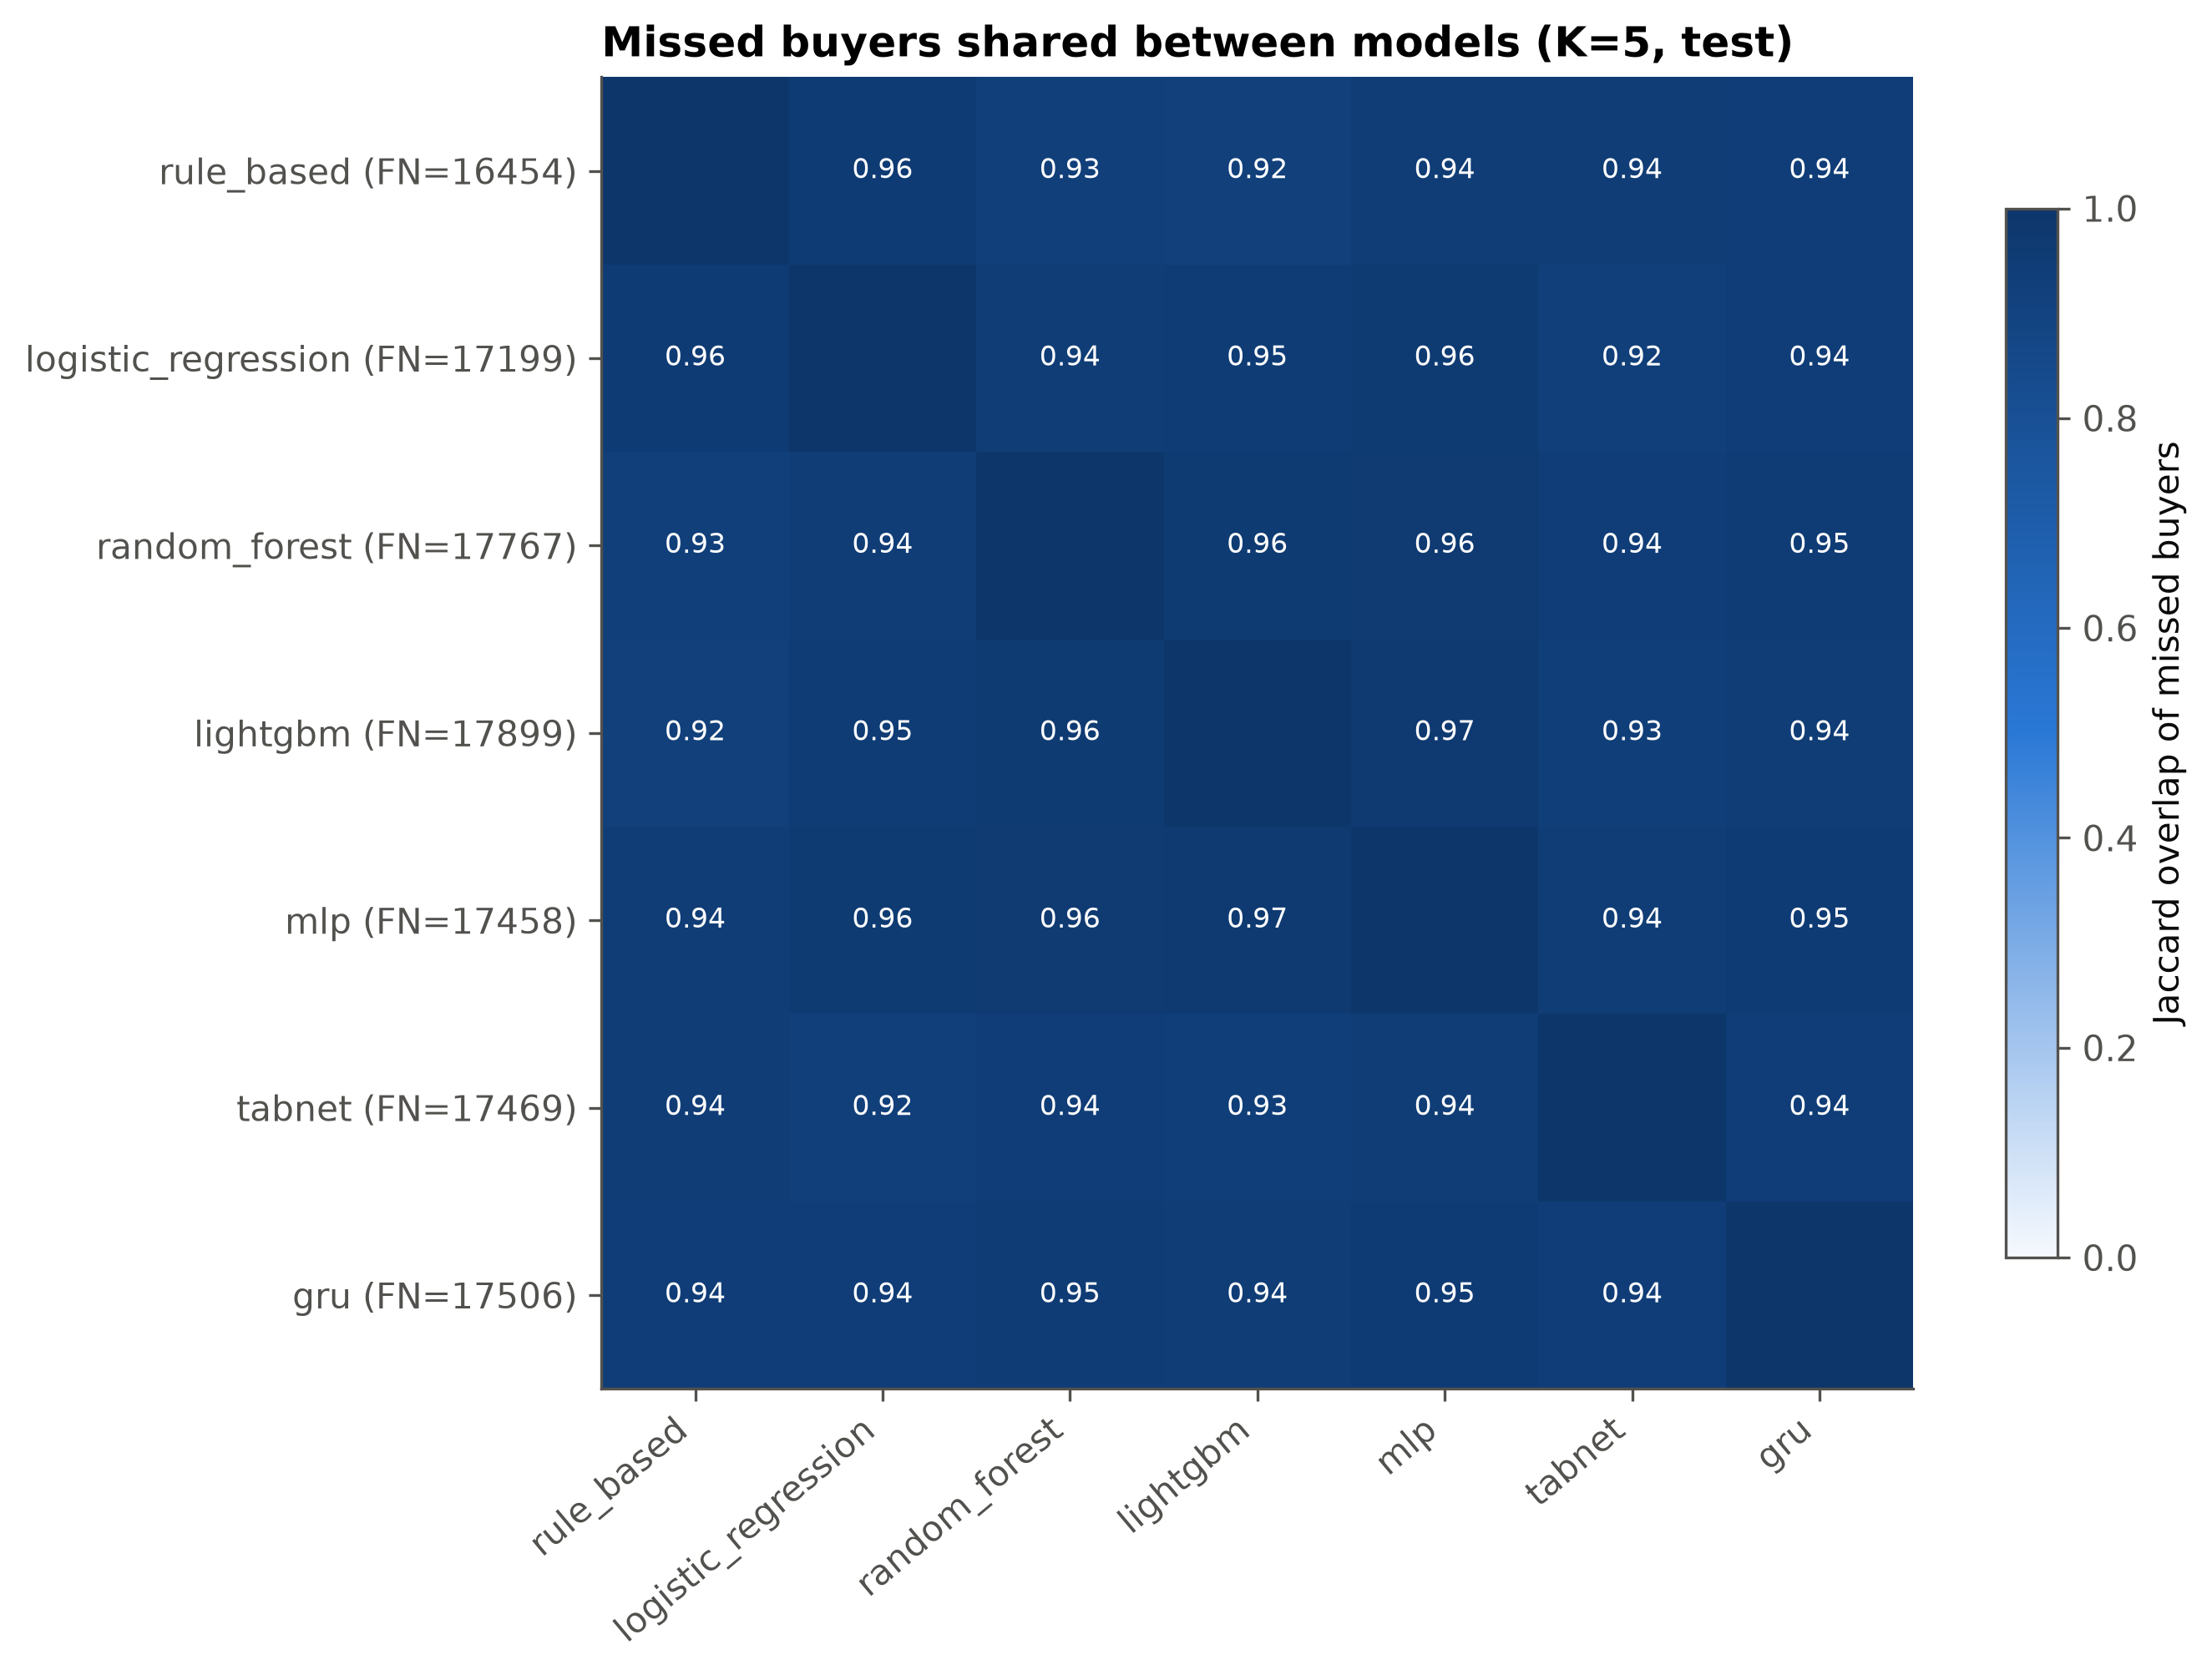 Missed buyers shared between models (K=5, test)
rule_based (FN=16454)
0.96 0.93 0.92 0.94 0.94 0.94
logistic_regression (FN=17199)
0.96 0.94 0.95 0.96 0.92 0.94
random_forest (FN=17767)
0.93 0.94 0.96 0.96 0.94 0.95
lightgbm (FN=17899)
0.92 0.95 0.96 0.97 0.93 0.94
mlp (FN=17458)
0.94 0.96 0.96 0.97 0.94 0.95
tabnet (FN=17469)
0.94 0.92 0.94 0.93 0.94 0.94
gru (FN=17506)
0.94 0.94 0.95 0.94 0.95 0.94
rule_based
logistic_regression
random_forest
lightgbm
mlp
tabnet
gru
1.0
0.8
0.6
0.4
0.2
0.0
Jaccard overlap of missed buyers